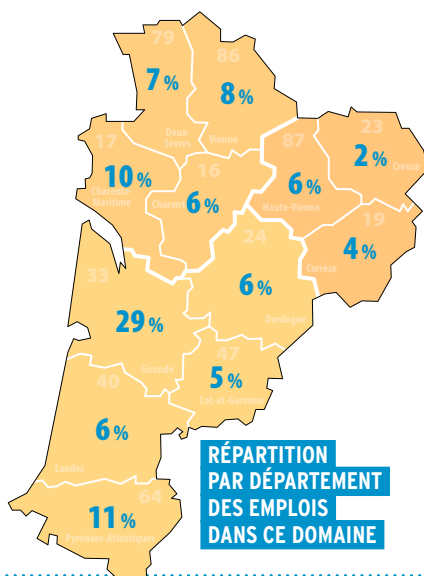 79
7 %
Deux-
Sèvres
86
8 %
Vienne
17
10 %
Charente-
Maritime
16
6 %
Charente
87
6 %
Haute-Vienne
23
2 %
Creuse
19
4 %
Corrèze
24
6 %
Dordogne
33
29 %
Gironde
47
5 %
Lot-et-Garonne
40
6 %
Landes
64
11 %
Pyrénées-Atlantiques
RÉPARTITION
PAR DÉPARTEMENT
DES EMPLOIS
DANS CE DOMAINE